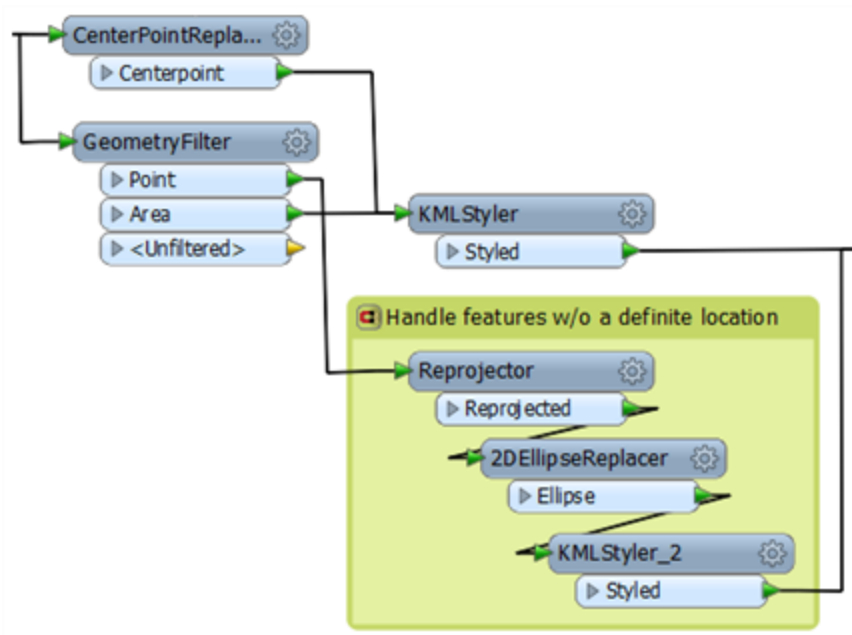 CenterPointRepla...
Centerpoint
GeometryFilter
Point
Area
<Unfiltered>
KMLStyler
Styled
Handle features w/o a definite location
Reprojector
Reprojected
2DEllipseReplacer
Ellipse
KMLStyler_2
Styled